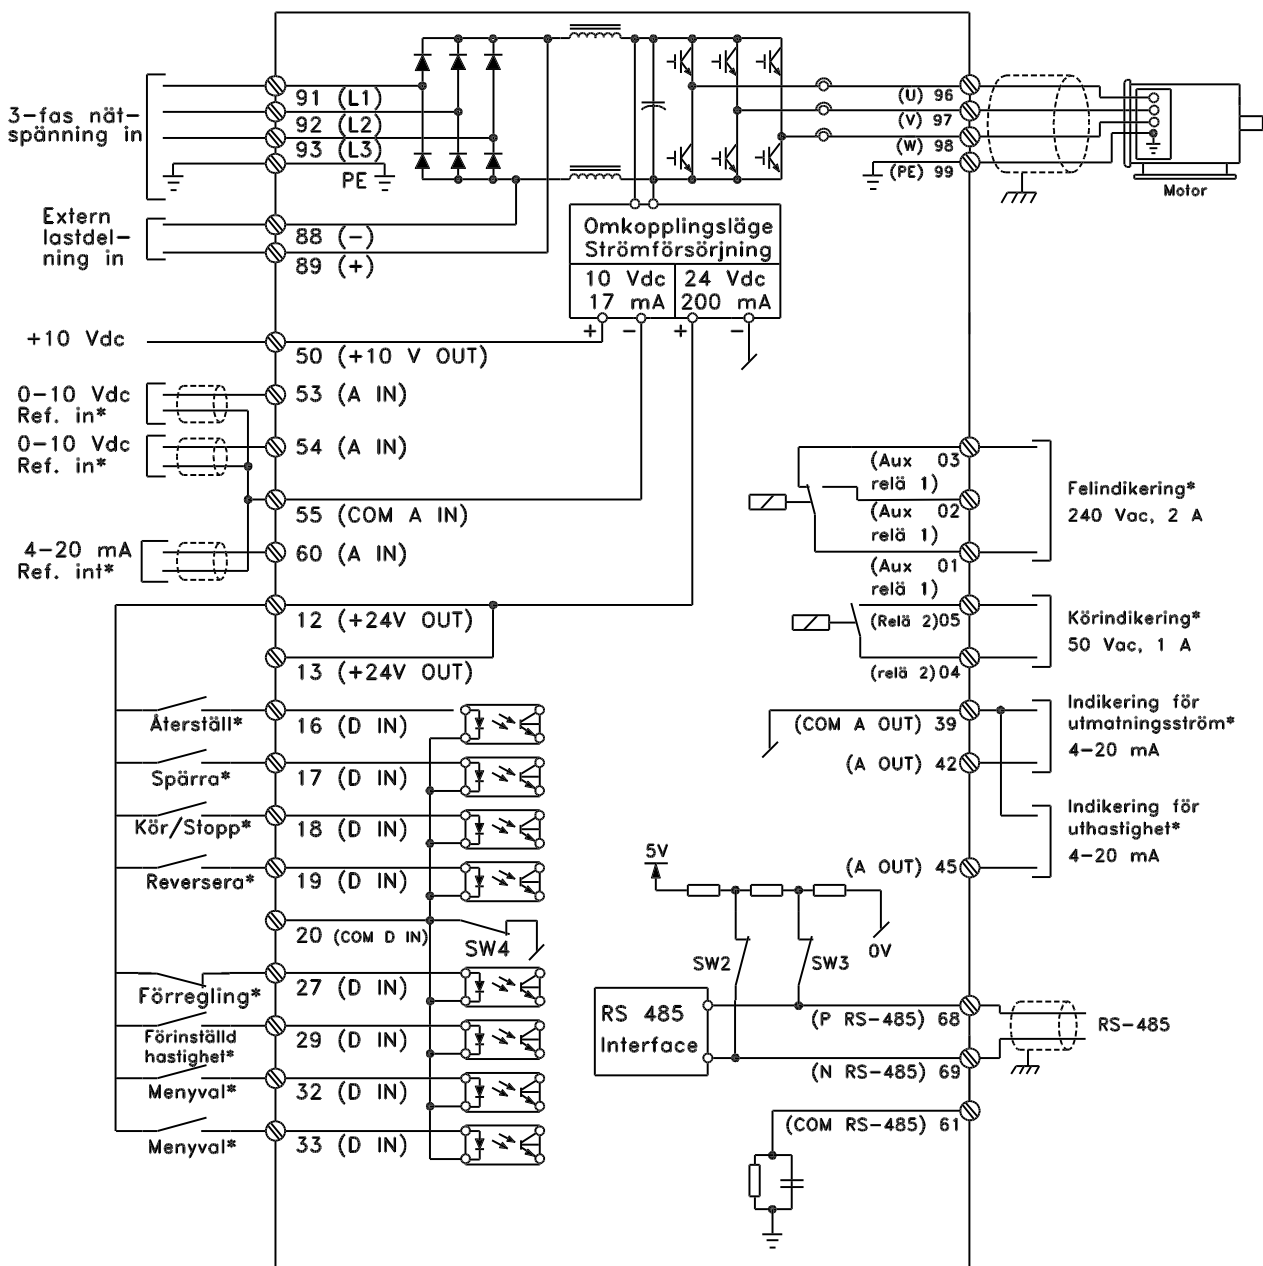 3-fas nät-
spänning in
91 (L1)
92 (L2)
93 (L3)
PE
Extern
lastdel-
ning in
88 (-)
89 (+)
Omkopplingsläge
Strömförsörjning
10 Vdc
17 mA
24 Vdc
200 mA
+ - + -
(U) 96
(V) 97
(W) 98
(PE) 99
Motor
+10 Vdc
50 (+10 V OUT)
0-10 Vdc
Ref. in*
53 (A IN)
0-10 Vdc
Ref. in*
54 (A IN)
55 (COM A IN)
4-20 mA
Ref. int*
60 (A IN)
12 (+24V OUT)
13 (+24V OUT)
Återställ*
16 (D IN)
Spärra*
17 (D IN)
Kör/Stopp*
18 (D IN)
Reversera*
19 (D IN)
20 (COM D IN)
SW4
Förregling*
27 (D IN)
Förinställd
hastighet*
29 (D IN)
Menyval*
32 (D IN)
Menyval*
33 (D IN)
(Aux 03
relä 1)
(Aux 02
relä 1)
(Aux 01
relä 1)
Felindikering*
240 Vac, 2 A
(Relä 2)05
(relä 2)04
Körindikering*
50 Vac, 1 A
(COM A OUT) 39
(A OUT) 42
Indikering för
utmatningsström*
4-20 mA
(A OUT) 45
Indikering för
uthastighet*
4-20 mA
5V
0V
SW2
SW3
RS 485
Interface
(P RS-485) 68
(N RS-485) 69
RS-485
(COM RS-485) 61